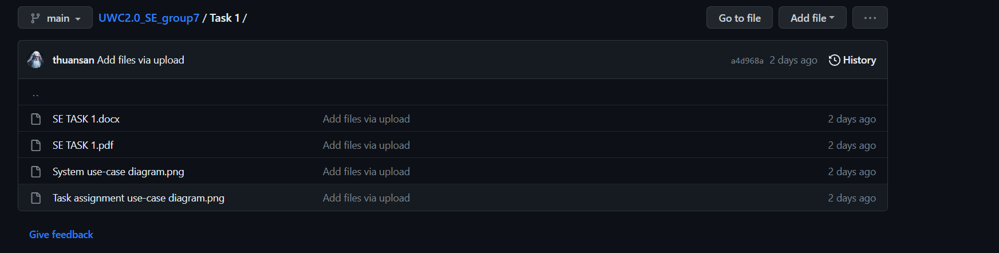 main UWC2.0_SE_group7 / Task 1 / Go to file Add file ...
thuansan Add files via upload a4d968a 2 days ago History
..
SE TASK 1.docx Add files via upload 2 days ago
SE TASK 1.pdf Add files via upload 2 days ago
System use-case diagram.png Add files via upload 2 days ago
Task assignment use-case diagram.png Add files via upload 2 days ago
Give feedback